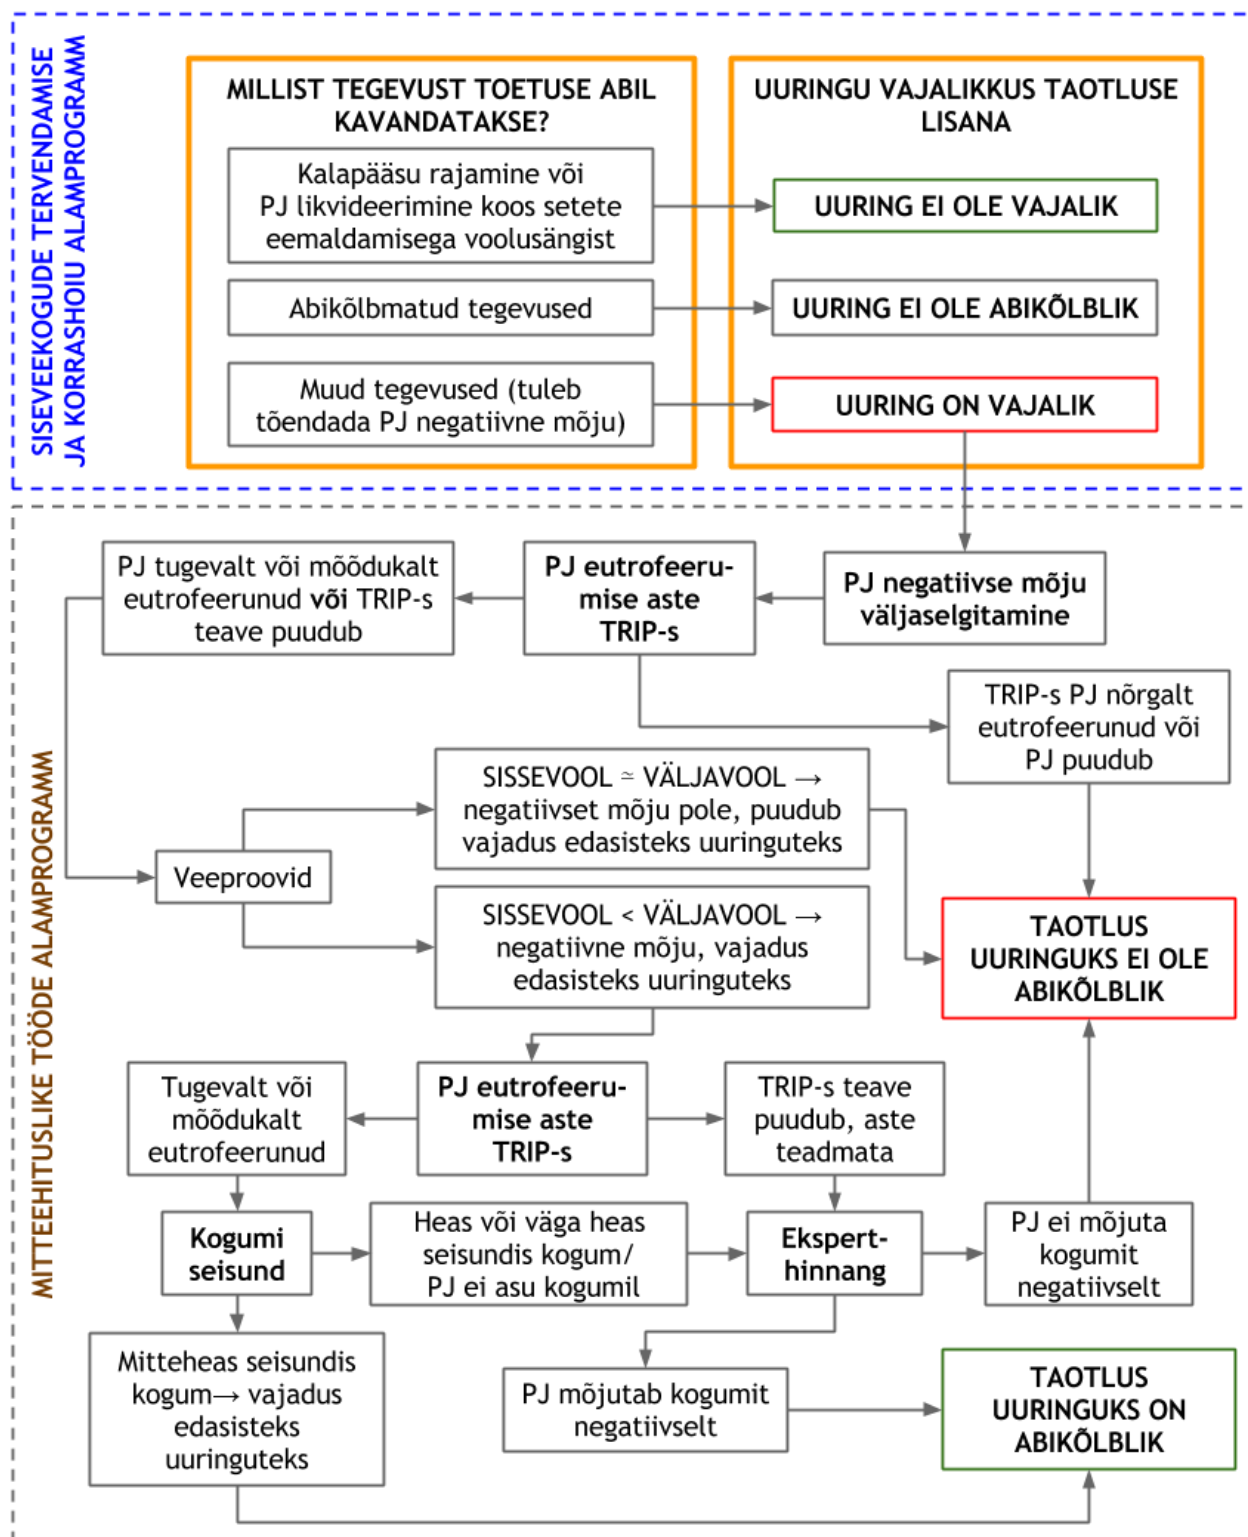 SISEVEEKOGUDE TERVENDAMISE
JA KORRASHOIU ALAMPROGRAMM
MILLIST TEGEVUST TOETUSE ABIL
KAVANDATAKSE?
Kalapääsu rajamine või
PJ likvideerimine koos setete
eemaldamisega voolusängist
Abikõlbmatud tegevused
Muud tegevused (tuleb
tõendada PJ negatiivne mõju)
UURINGU VAJALIKKUS TAOTLUSE
LISANA
UURING EI OLE VAJALIK
UURING EI OLE ABIKÕLBLIK
UURING ON VAJALIK
MITTEEHITUSLIKE TÖÖDE ALAMPROGRAMM
PJ negatiivse mõju
väljaselgitamine
PJ eutrofeeru-
mise aste
TRIP-s
PJ tugevalt või mõõdukalt
eutrofeerunud või TRIP-s
teave puudub
TRIP-s PJ nõrgalt
eutrofeerunud või
PJ puudub
Veeproovid
SISSEVOOL ≃ VÄLJAVOOL →
negatiivset mõju pole, puudub
vajadus edasisteks uuringuteks
SISSEVOOL < VÄLJAVOOL →
negatiivne mõju, vajadus
edasisteks uuringuteks
TAOTLUS
UURINGUKS EI OLE
ABIKÕLBLIK
PJ eutrofeeru-
mise aste
TRIP-s
Tugevalt või
mõõdukalt
eutrofeerunud
TRIP-s teave
puudub, aste
teadmata
Kogumi
seisund
Heas või väga heas
seisundis kogum/
PJ ei asu kogumil
Ekspert-
hinnang
PJ ei mõjuta
kogumit
negatiivselt
Mitteheas seisundis
kogum→ vajadus
edasisteks
uuringuteks
PJ mõjutab kogumit
negatiivselt
TAOTLUS
UURINGUKS ON
ABIKÕLBLIK